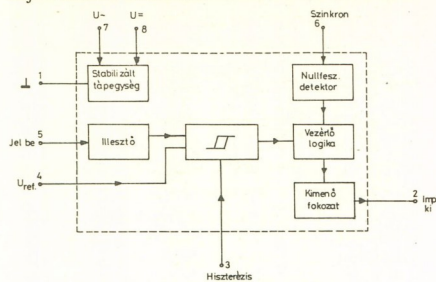 U~ U=
7 8
Szinkron
6
1
Stabilizált
tápegység
Nullfesz.
detektor
5
Jel be
Illesztő
Vezérlő
logika
4
Uref.
Kimenő
fokozat
2
Imp
ki
3
Hiszterézis